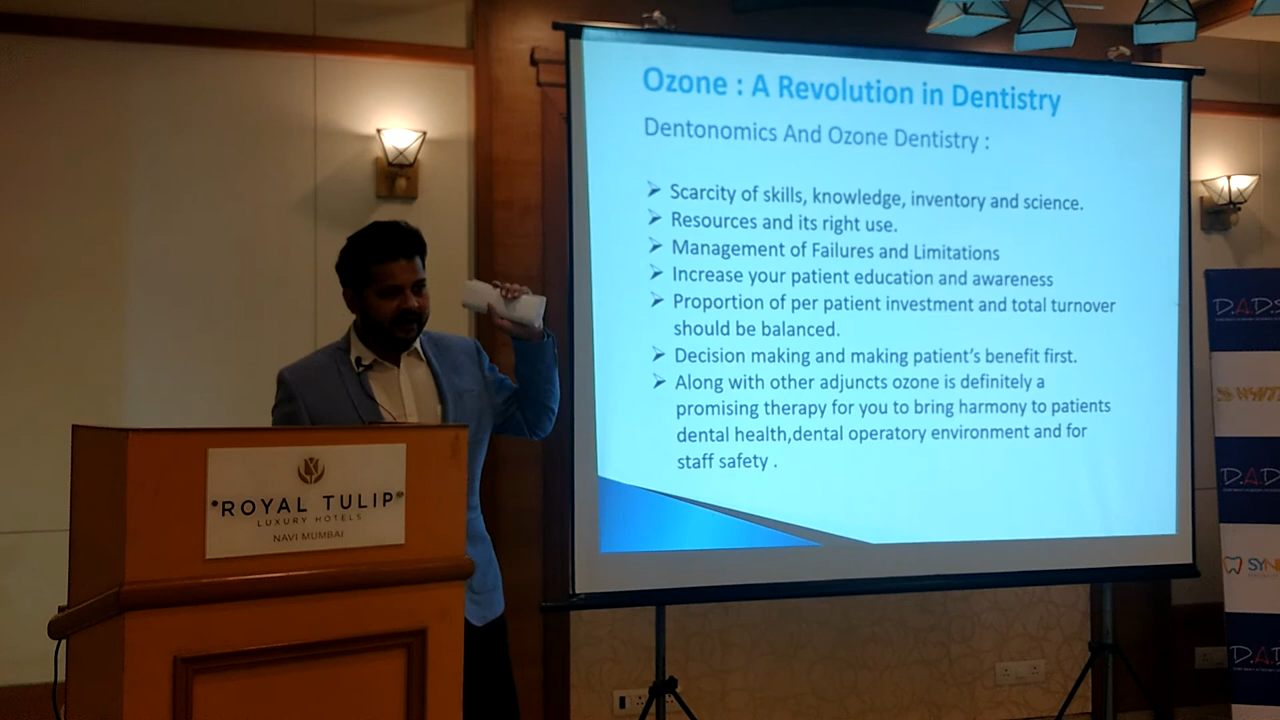 Ozone : A Revolution in Dentistry
Dentonomics And Ozone Dentistry :
➤ Scarcity of skills, knowledge, inventory and science.
➤ Resources and its right use.
➤ Management of Failures and Limitations
➤ Increase your patient education and awareness
➤ Proportion of per patient investment and total turnover
should be balanced.
➤ Decision making and making patient's benefit first.
➤ Along with other adjuncts ozone is definitely a
promising therapy for you to bring harmony to patients
dental health,dental operatory environment and for
staff safety .
ROYAL TULIP
LUXURY HOTELS
NAVI MUMBAI
D.A.D.S
D.A.D
SYN
D.A.D